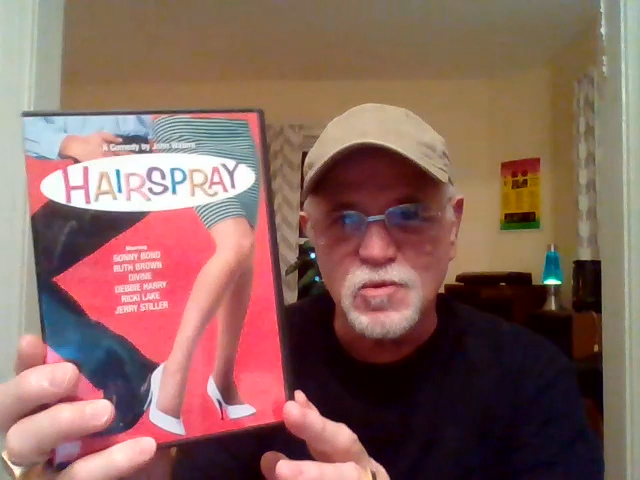 A Comedy by John Waters
HAIRSPRAY
Starring
SONNY BONO
RUTH BROWN
DIVINE
DEBBIE HARRY
RICKI LAKE
JERRY STILLER